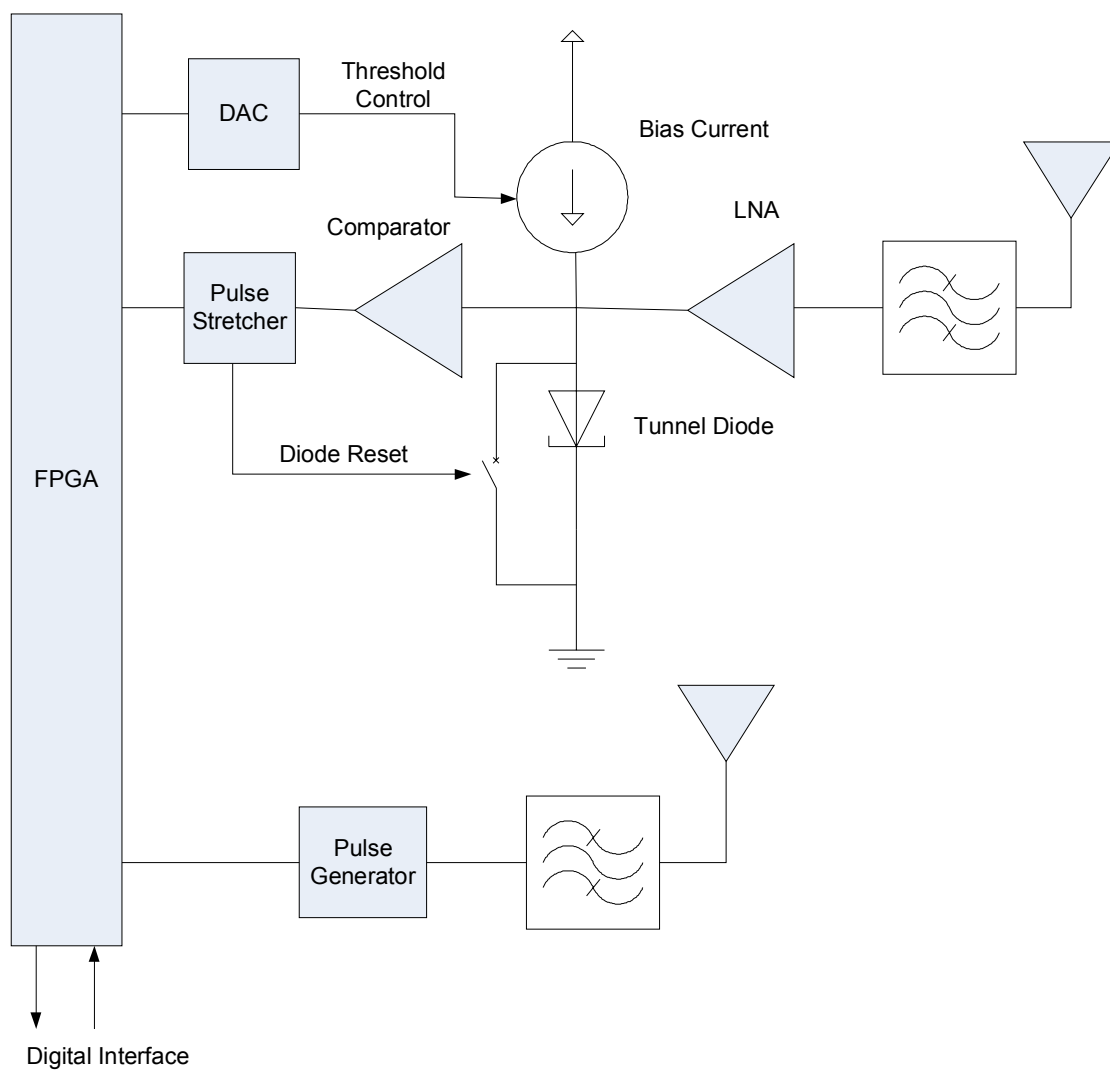 Threshold
Control
DAC
Bias Current
LNA
Comparator
Pulse
Stretcher
Tunnel Diode
Diode Reset
FPGA
Pulse
Generator
Digital Interface